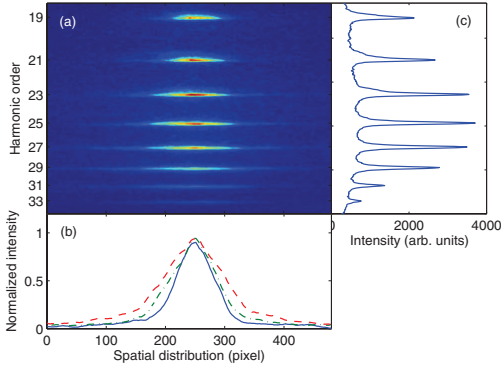 (a)
(c)
Harmonic order
19
21
23
25
27
29
31
33
0 2000 4000
Intensity (arb. units)
(b)
Normalized intensity
1
0.5
0
0 100 200 300 400
Spatial distribution (pixel)